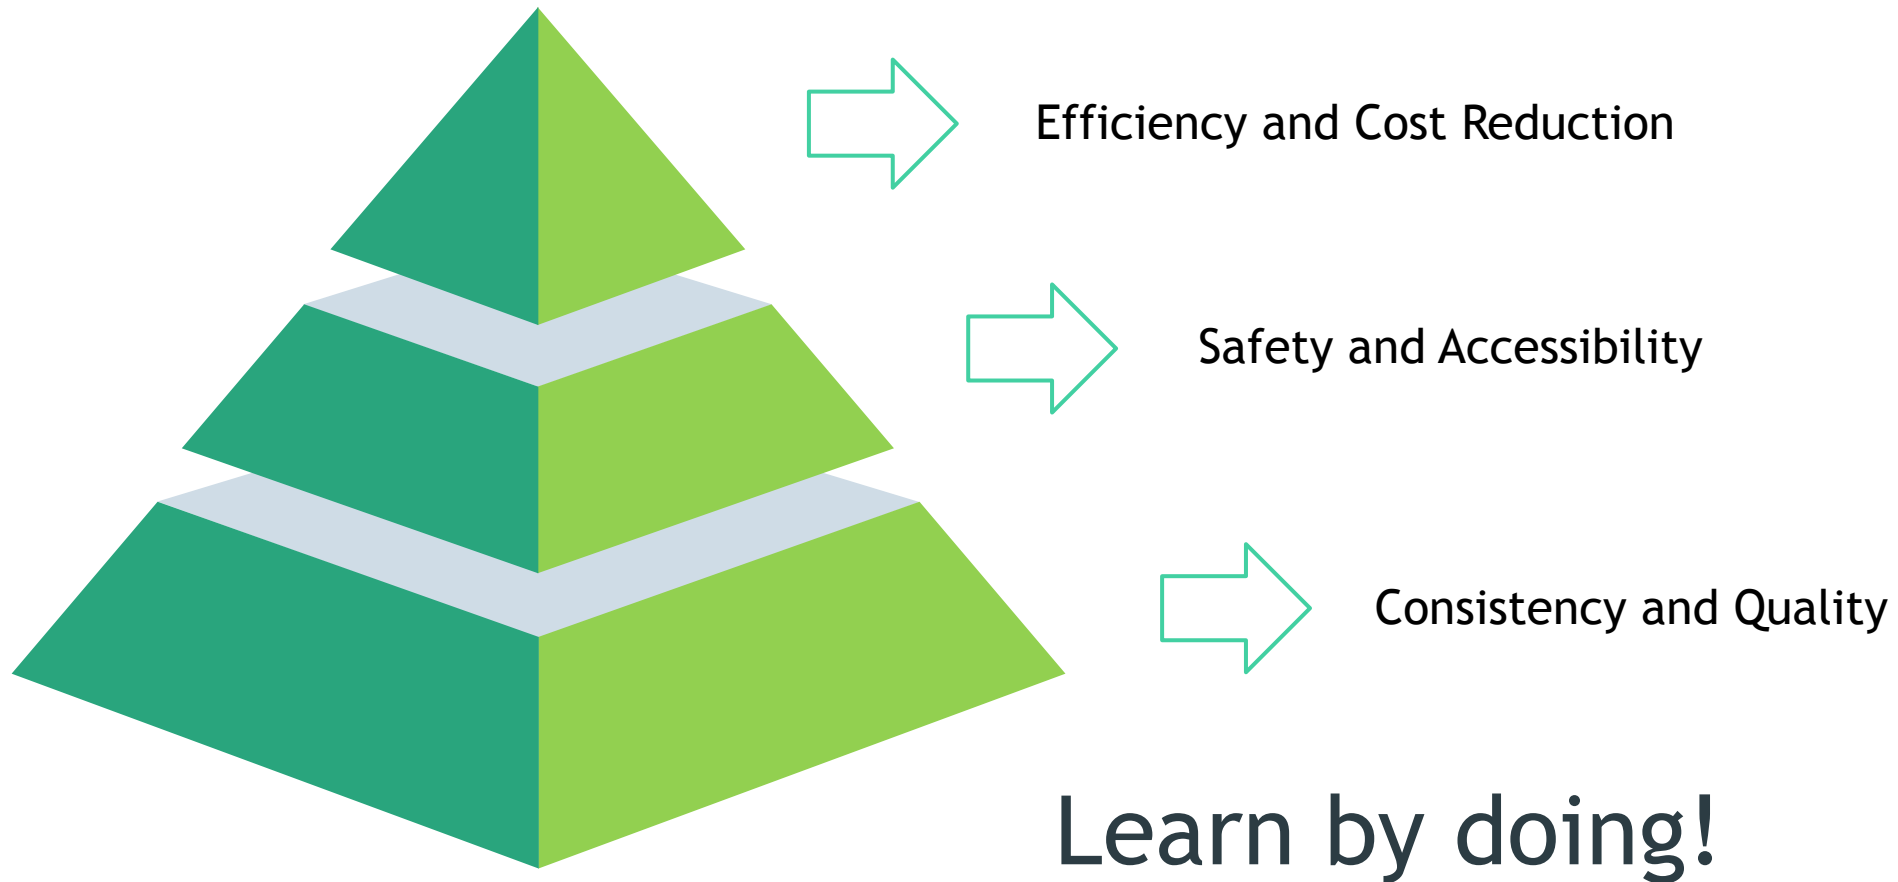 Efficiency and Cost Reduction
Safety and Accessibility
Consistency and Quality
Learn by doing!